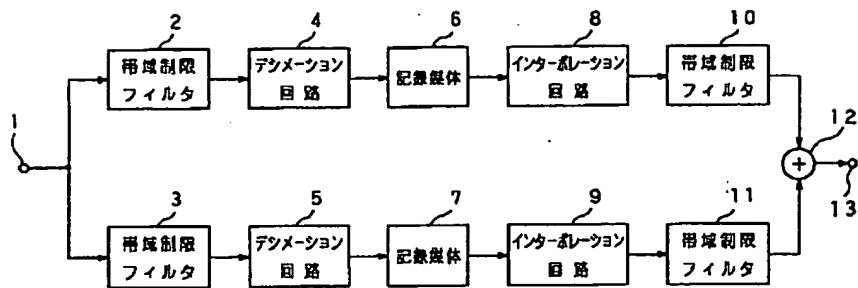 2
4
6
8
10
帯域制限
フィルタ
デシメーション
回路
記録媒体
インターポレーション
回路
帯域制限
フィルタ
1
12
+
13
3
5
7
9
11
帯域制限
フィルタ
デシメーション
回路
記録媒体
インターポレーション
回路
帯域制限
フィルタ